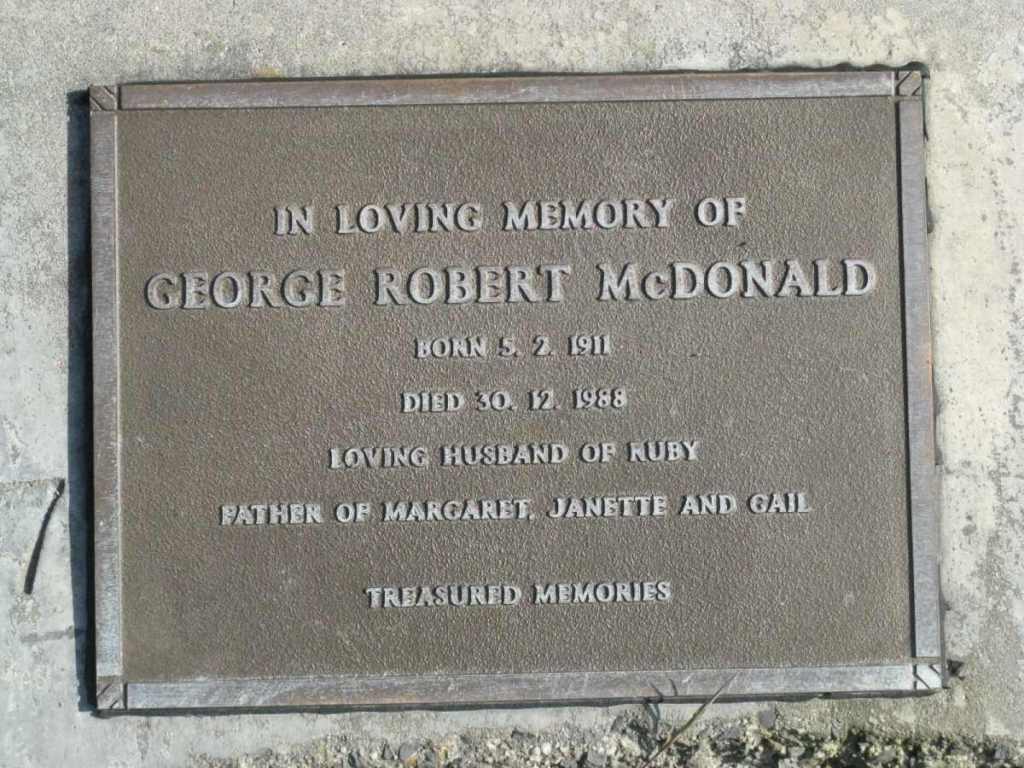 IN LOVING MEMORY OF
GEORGE ROBERT McDONALD
BORN 5. 2. 1911
DIED 30. 12. 1988
LOVING HUSBAND OF RUBY
FATHER OF MARGARET, JANETTE AND GAIL
TREASURED MEMORIES